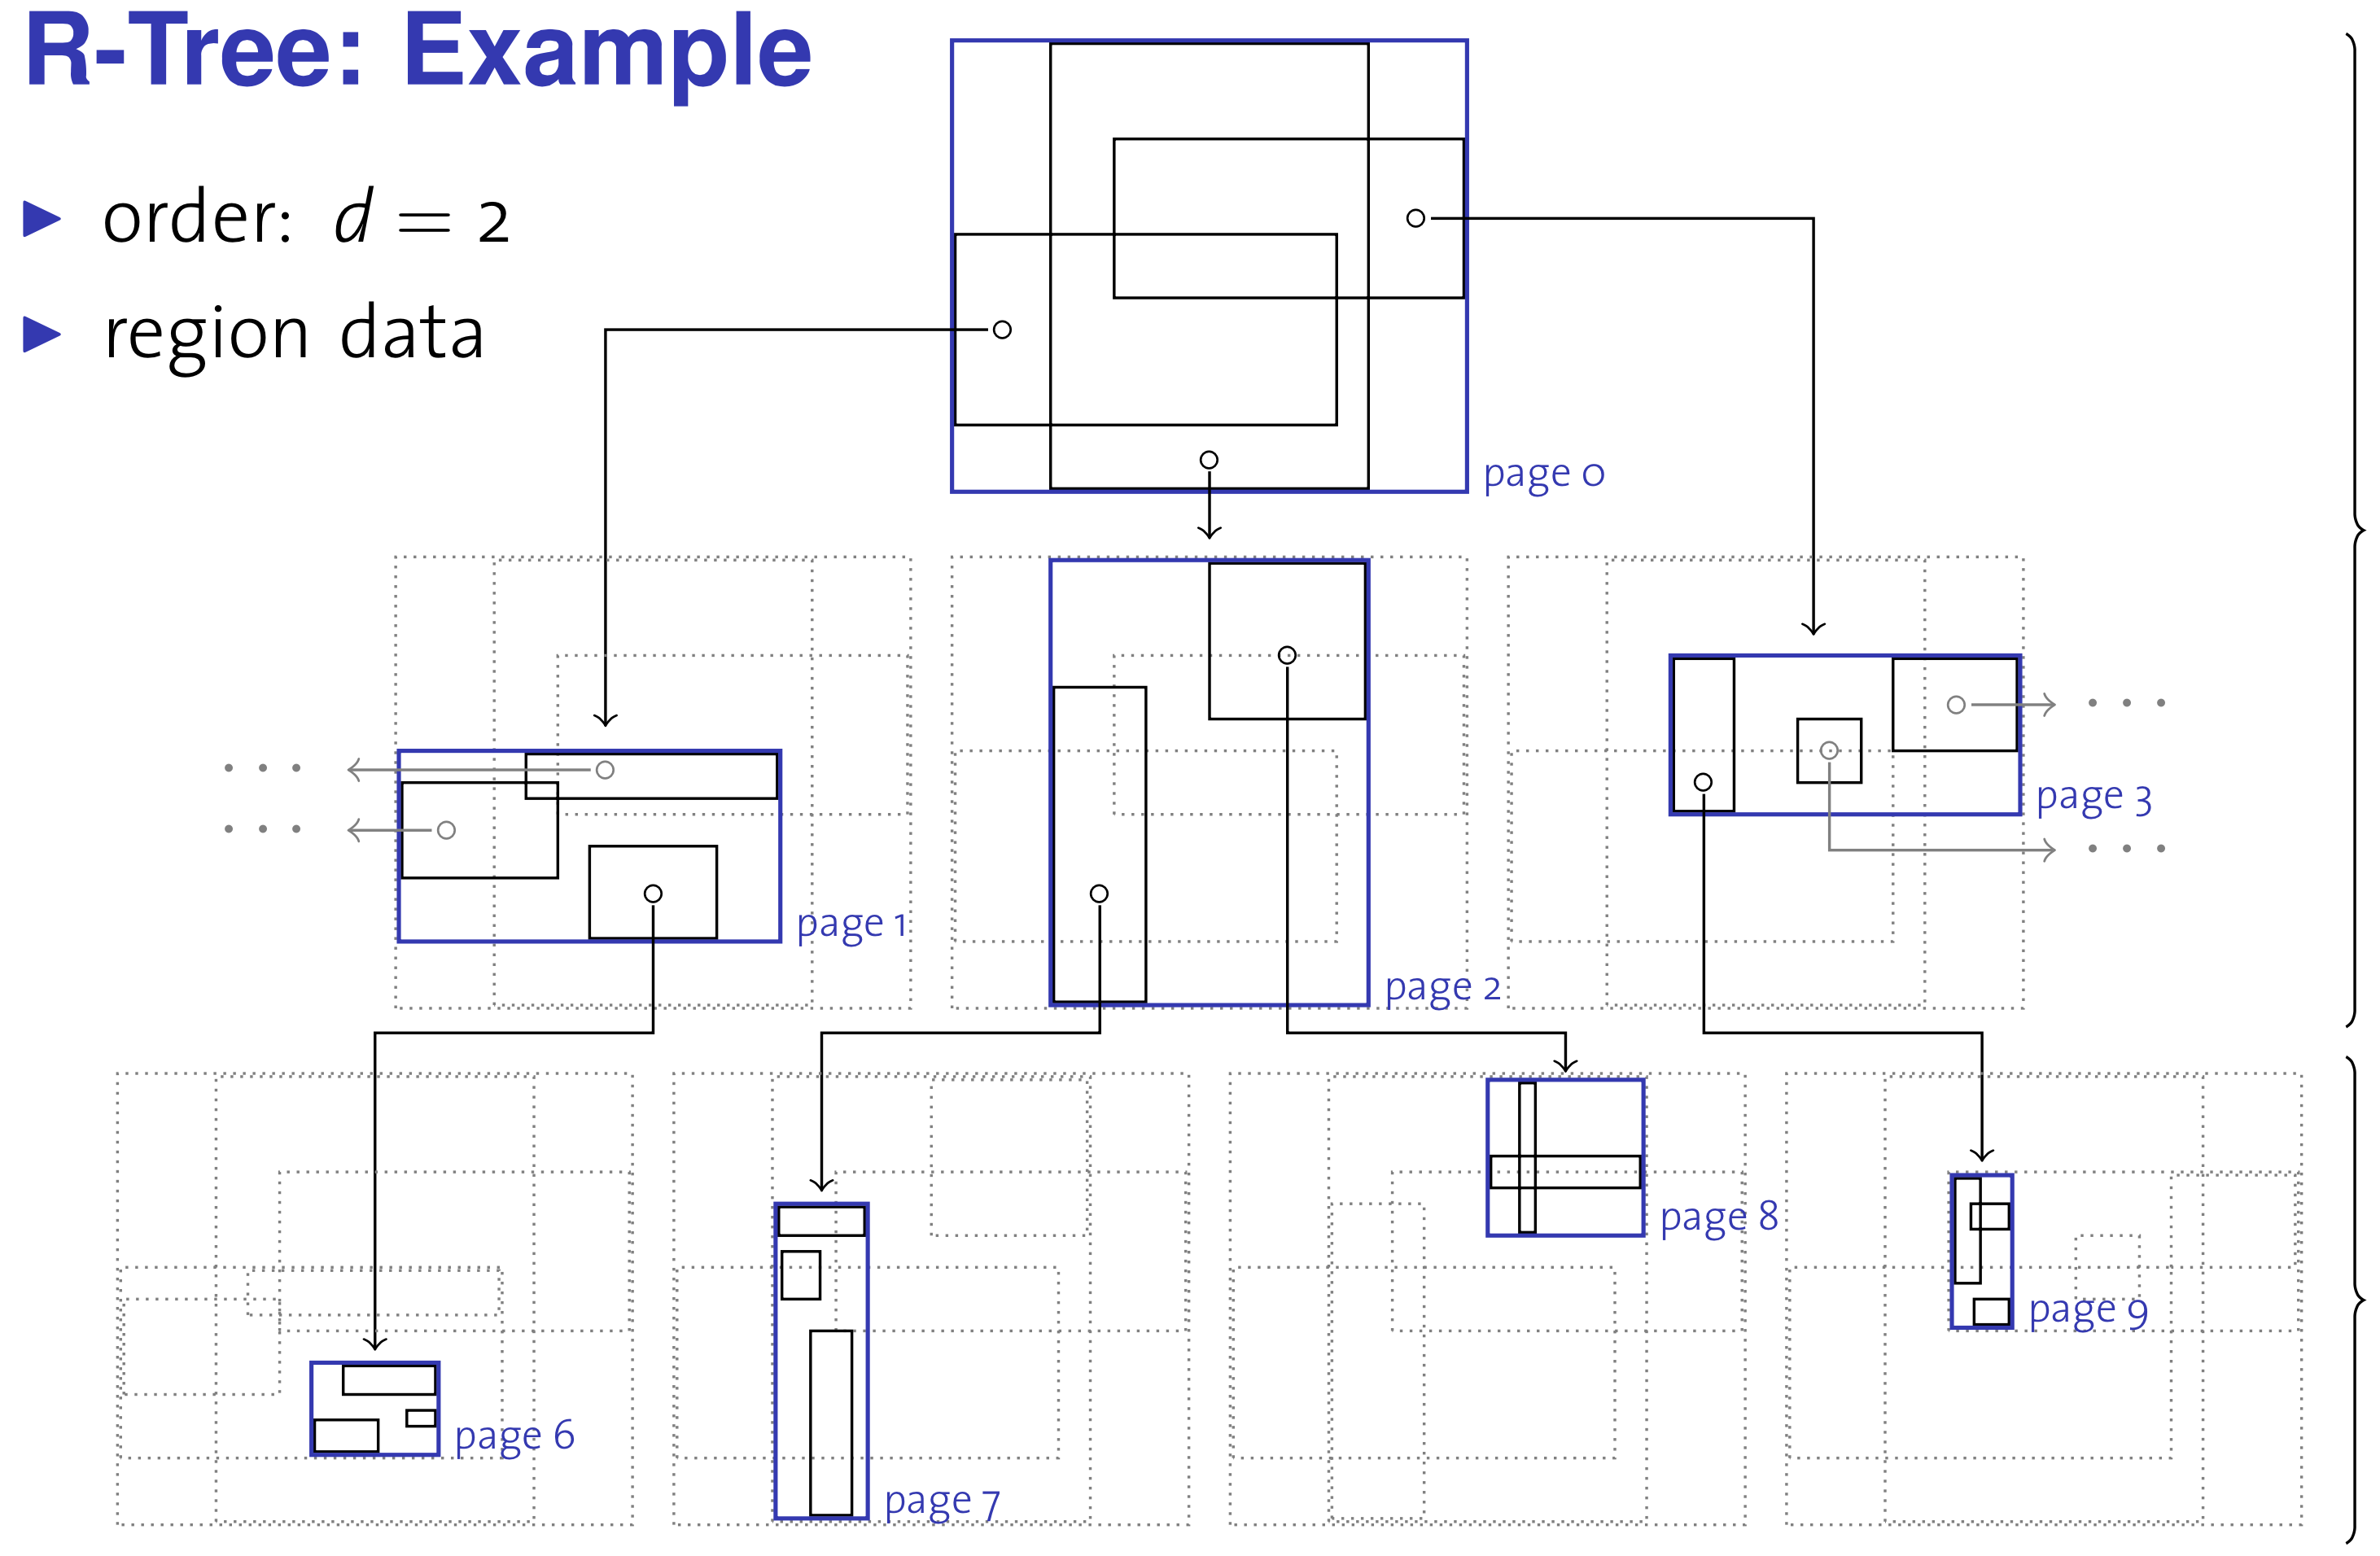 R-Tree: Example
► order: d = 2
► region data
page 0
page 1
page 2
page 3
page 6
page 7
page 8
page 9